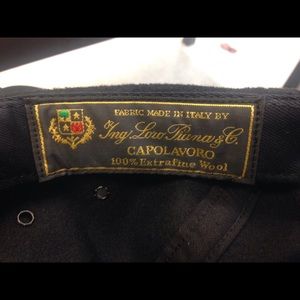 FABRIC MADE IN ITALY BY
Ing. Loro Piana & C.
CAPOLAVORO
100% Extrafine Wool